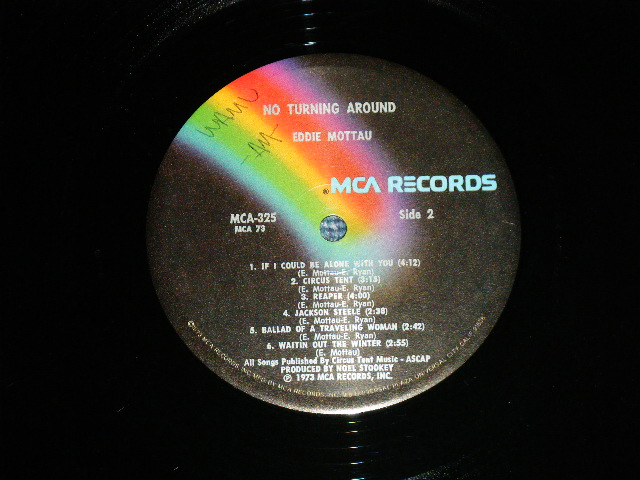 NO TURNING AROUND
WAMU
-AM-
EDDIE MOTTAU
® MCA RECORDS
MCA-325
MCA 73
Side 2
1. IF I COULD BE ALONE WITH YOU (4:12)
(E. Mottau-E. Ryan)
2. CIRCUS TENT (3:18)
(E. Mottau-E. Ryan)
3. REAPER (4:00)
(E. Mottau-E. Ryan)
4. JACKSON STEELE (2:38)
(E. Mottau-E. Ryan)
5. BALLAD OF A TRAVELING WOMAN (2:42)
6. WAITIN OUT THE WINTER (2:55)
(E. Mottau)
All Songs Published By Circus Tent Music - ASCAP
PRODUCED BY NOEL STOOKEY
℗ 1973 MCA RECORDS, INC.